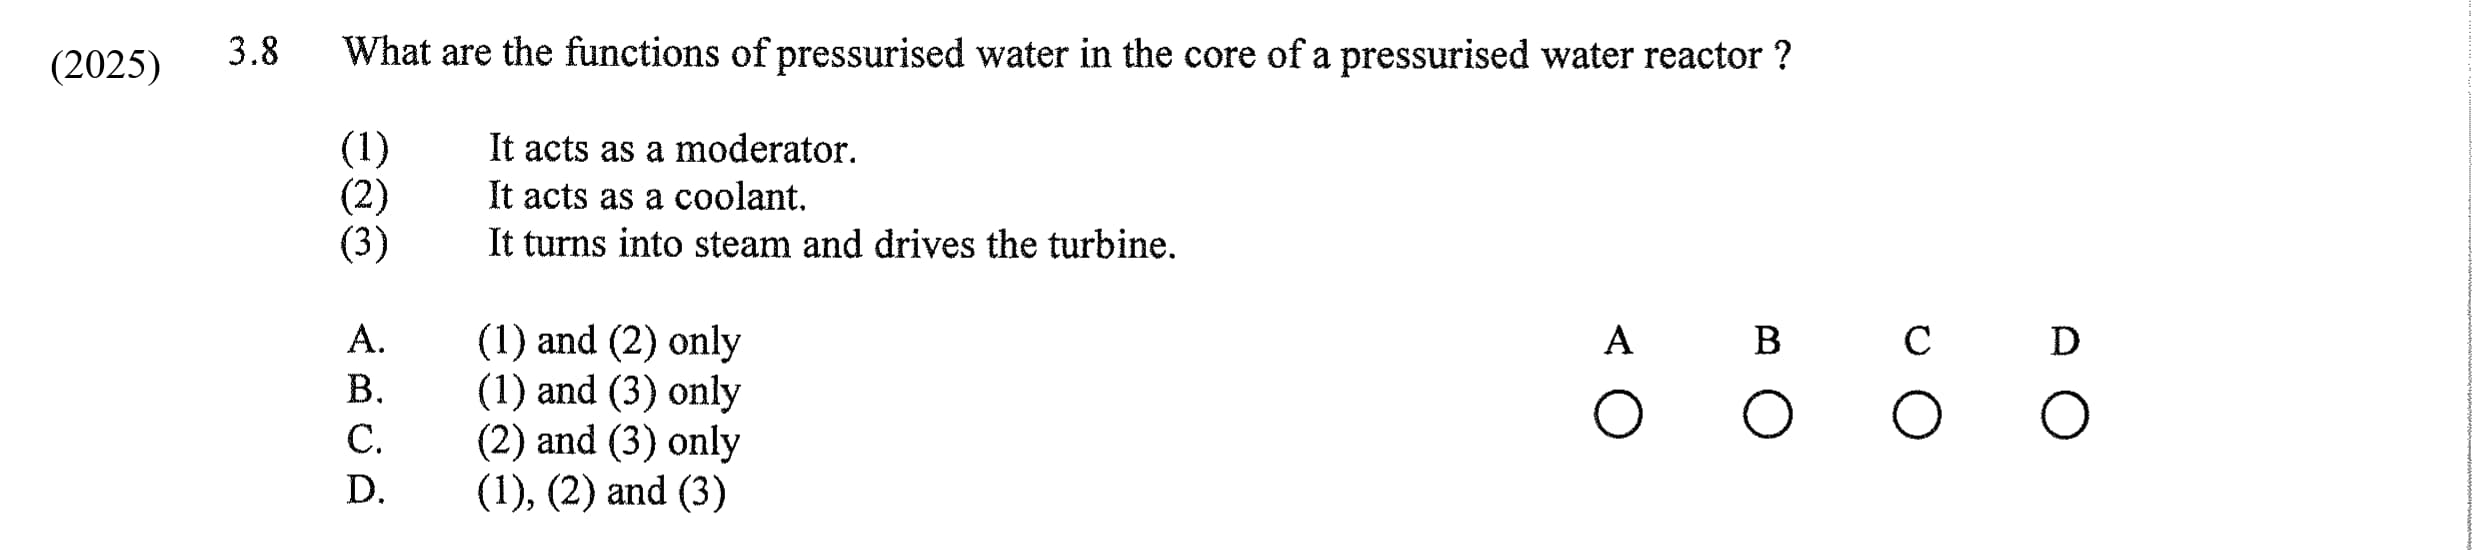 (2025) 3.8 What are the functions of pressurised water in the core of a pressurised water reactor ?
(1) It acts as a moderator.
(2) It acts as a coolant.
(3) It turns into steam and drives the turbine.
A. (1) and (2) only
B. (1) and (3) only
C. (2) and (3) only
D. (1), (2) and (3)
A B C D